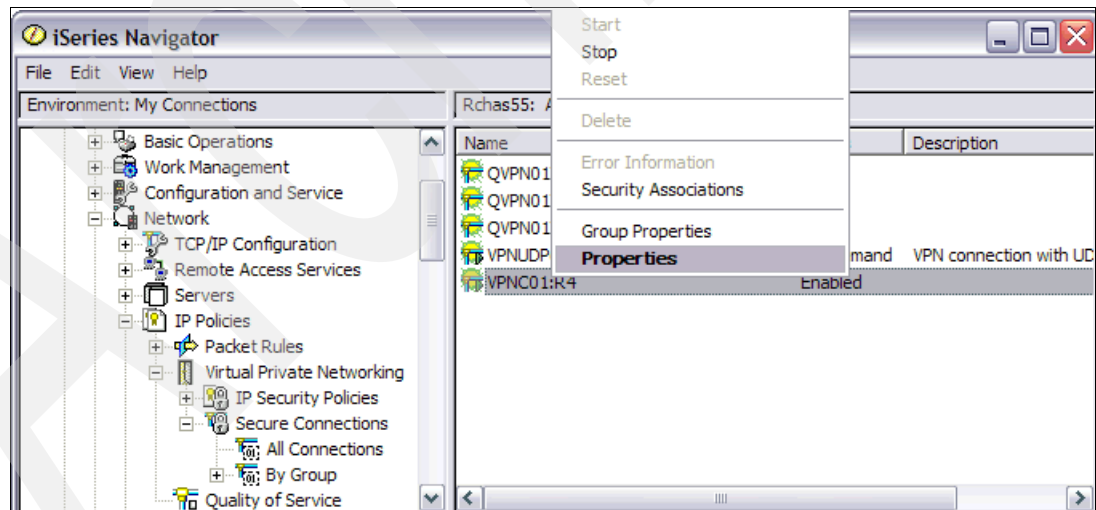 iSeries Navigator
File Edit View Help
Environment: My Connections
Rchas55: A
Basic Operations
Work Management
Configuration and Service
Network
TCP/IP Configuration
Remote Access Services
Servers
IP Policies
Packet Rules
Virtual Private Networking
IP Security Policies
Secure Connections
All Connections
By Group
Quality of Service
Name Description
QVPN01
QVPN01
QVPN01
VPNUDP mand VPN connection with UD
VPNC01:R4 Enabled
Start
Stop
Reset
Delete
Error Information
Security Associations
Group Properties
Properties